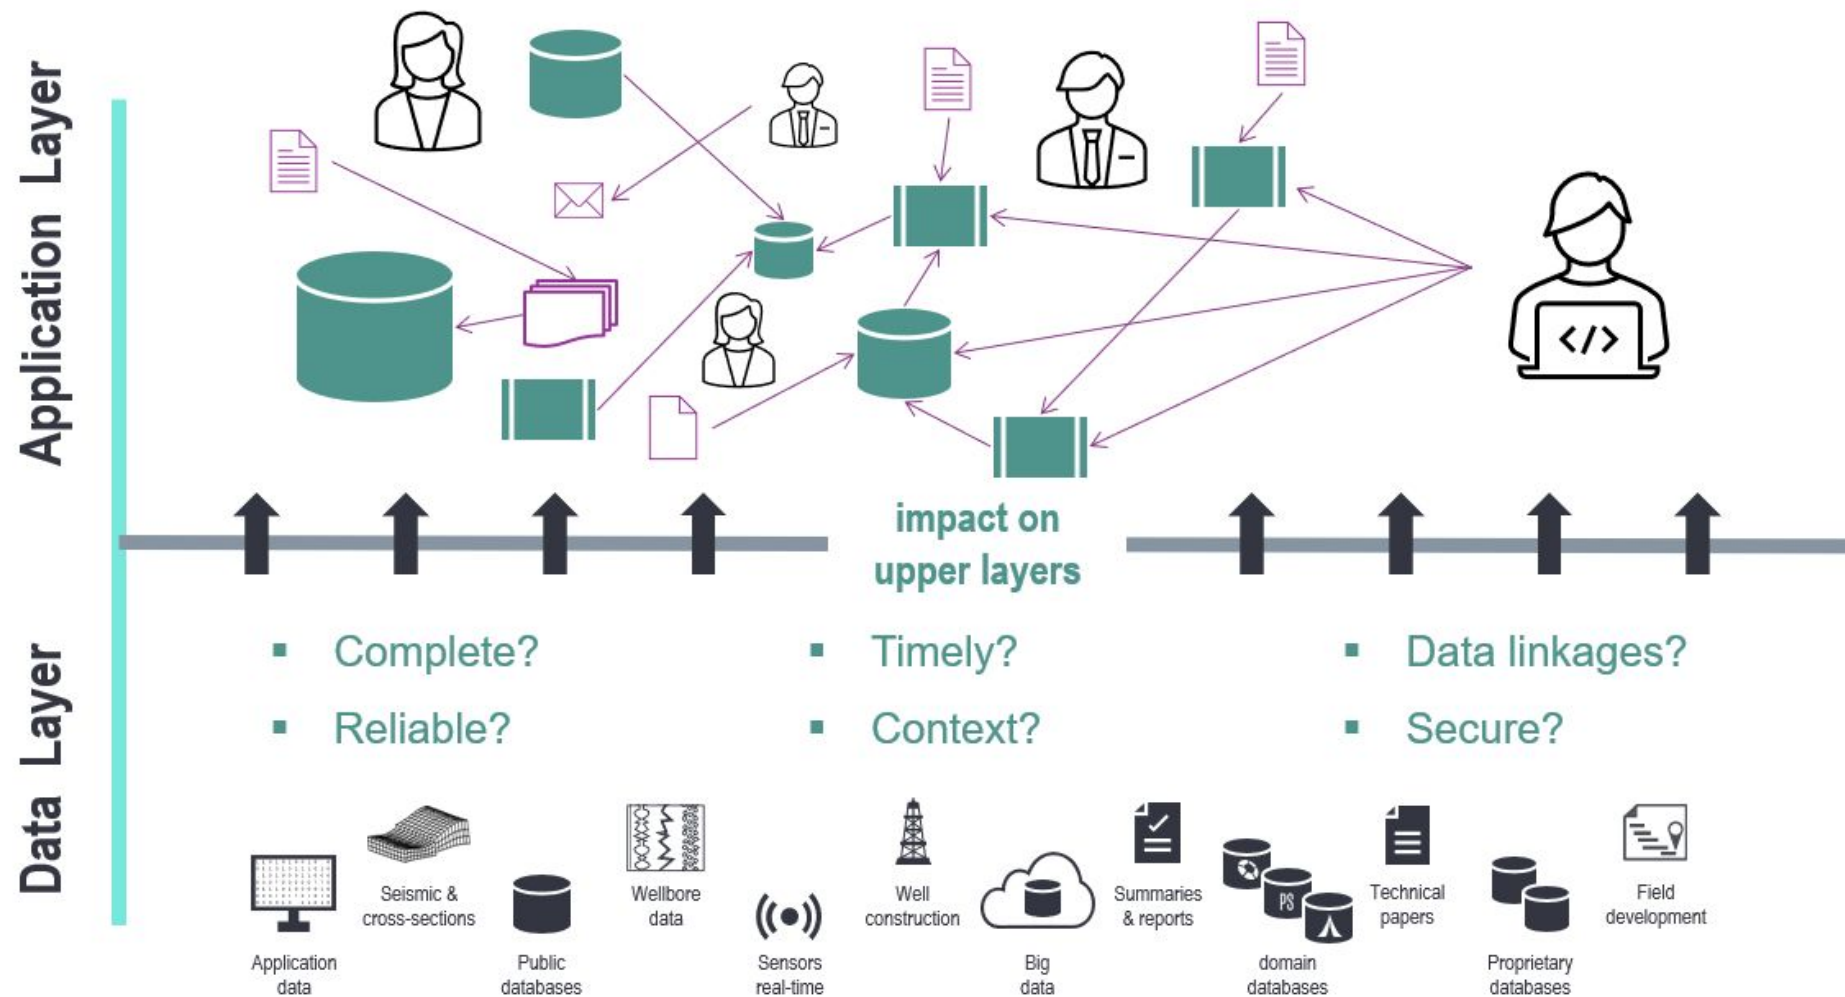 Application Layer
</>
impact on
upper layers
Data Layer
Complete?
Timely?
Data linkages?
Reliable?
Context?
Secure?
Seismic &
cross-sections
Wellbore
data
Well
construction
Summaries
& reports
PS
Technical
papers
Field
development
Application
data
Public
databases
Sensors
real-time
Big
data
domain
databases
Proprietary
databases